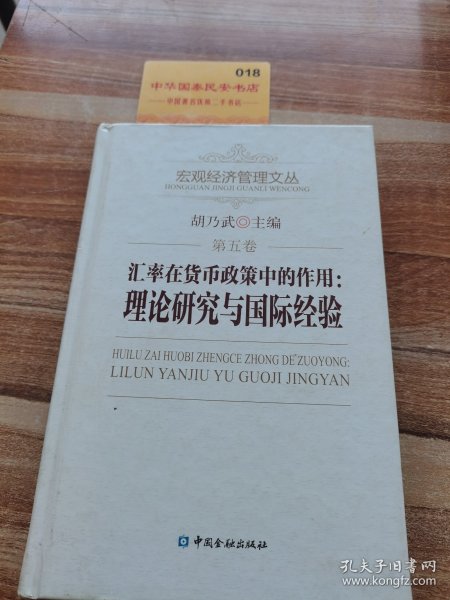 018
中华国泰民安书店
中国著名优质二手书店
宏观经济管理文丛
HONGGUAN JINGJI GUANLI WENCONG
胡乃武◎主编
第五卷
汇率在货币政策中的作用:
理论研究与国际经验
HUILU ZAI HUOBI ZHENGCE ZHONG DE ZUOYONG:
LILUN YANJIU YU GUOJI JINGYAN
中国金融出版社
孔夫子旧书网
www.kongfz.com